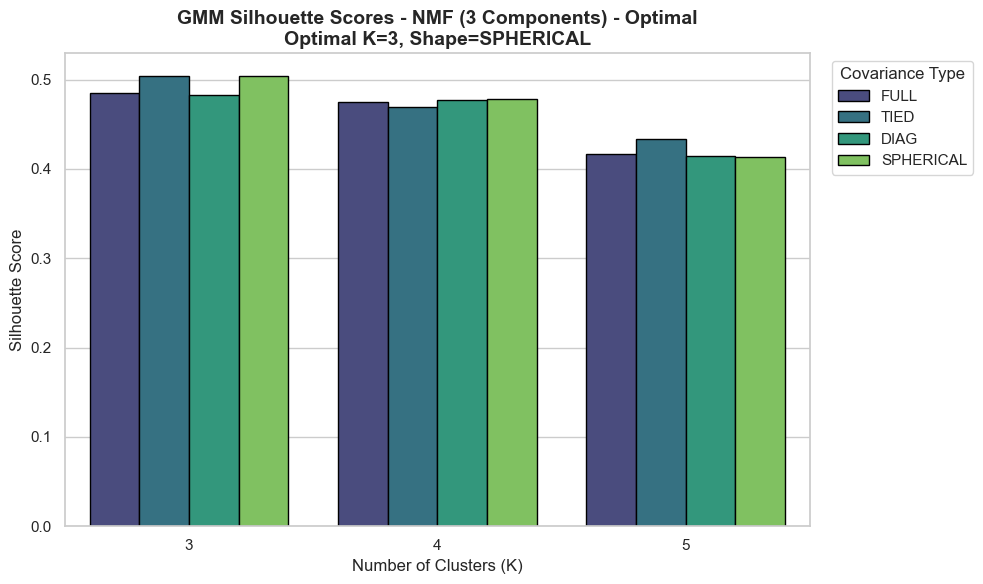 GMM Silhouette Scores - NMF (3 Components) - Optimal
Optimal K=3, Shape=SPHERICAL
Silhouette Score
0.5
0.4
0.3
0.2
0.1
0.0
3
4
5
Number of Clusters (K)
Covariance Type
FULL
TIED
DIAG
SPHERICAL